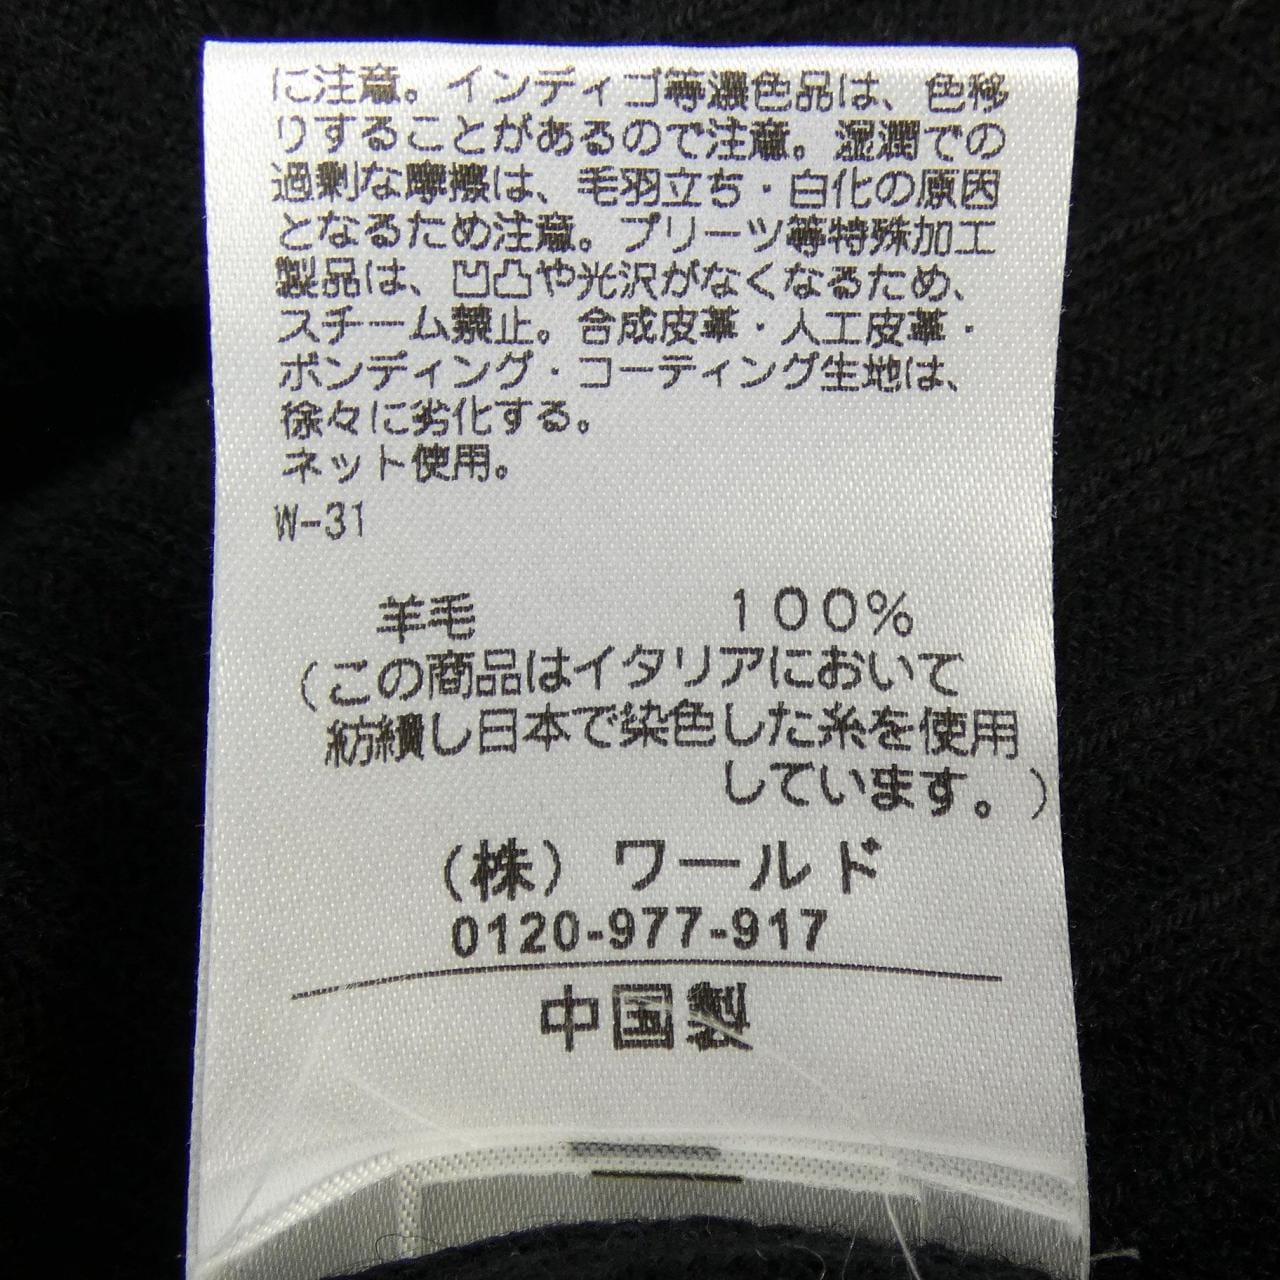 に注意。インディゴ等濃色品は、色移
りすることがあるので注意。湿潤での
過剰な摩擦は、毛羽立ち・白化の原因
となるため注意。プリーツ等特殊加工
製品は、凹凸や光沢がなくなるため、
スチーム禁止。合成皮革・人工皮革・
ボンディング・コーティング生地は、
徐々に劣化する。
ネット使用。
W-31
羊毛 100%
(この商品はイタリアにおいて
紡績し日本で染色した糸を使用
しています。)
(株)ワールド
0120-977-917
中国製